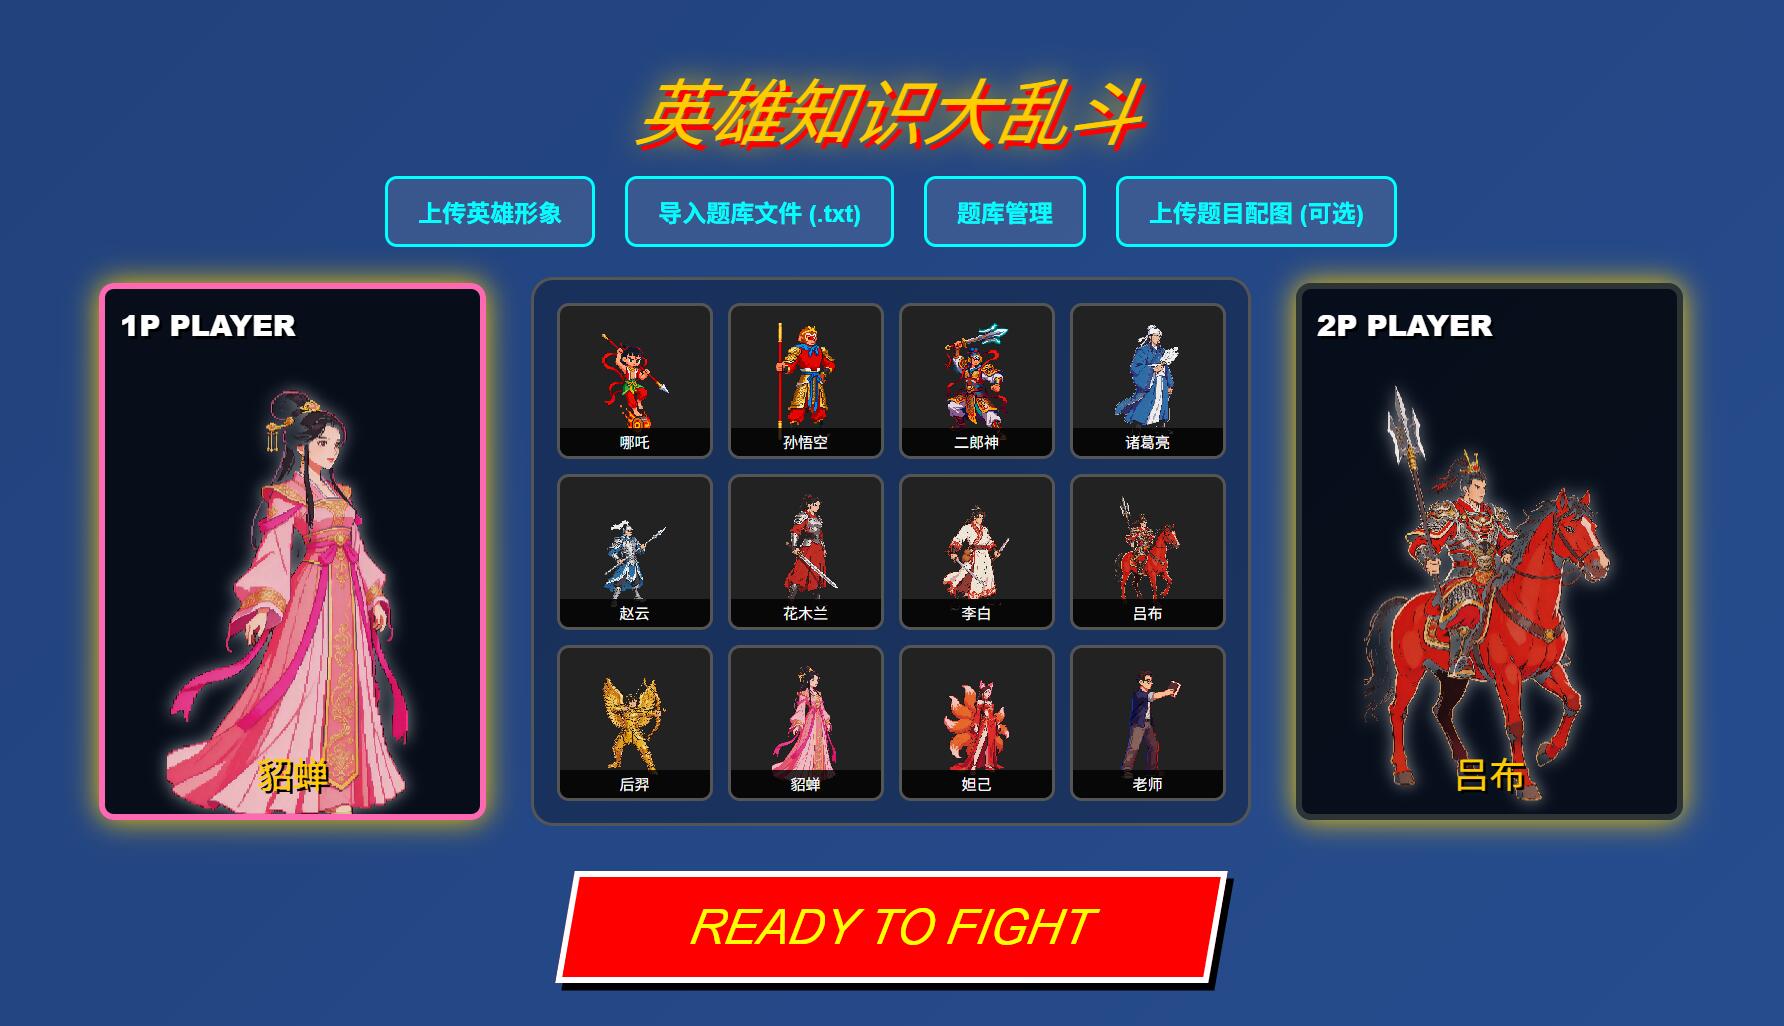 英雄知识大乱斗
上传英雄形象
导入题库文件 (.txt)
题库管理
上传题目配图 (可选)
1P PLAYER
貂蝉
哪吒
孙悟空
二郎神
诸葛亮
赵云
花木兰
李白
吕布
后羿
貂蝉
妲己
老师
2P PLAYER
吕布
READY TO FIGHT